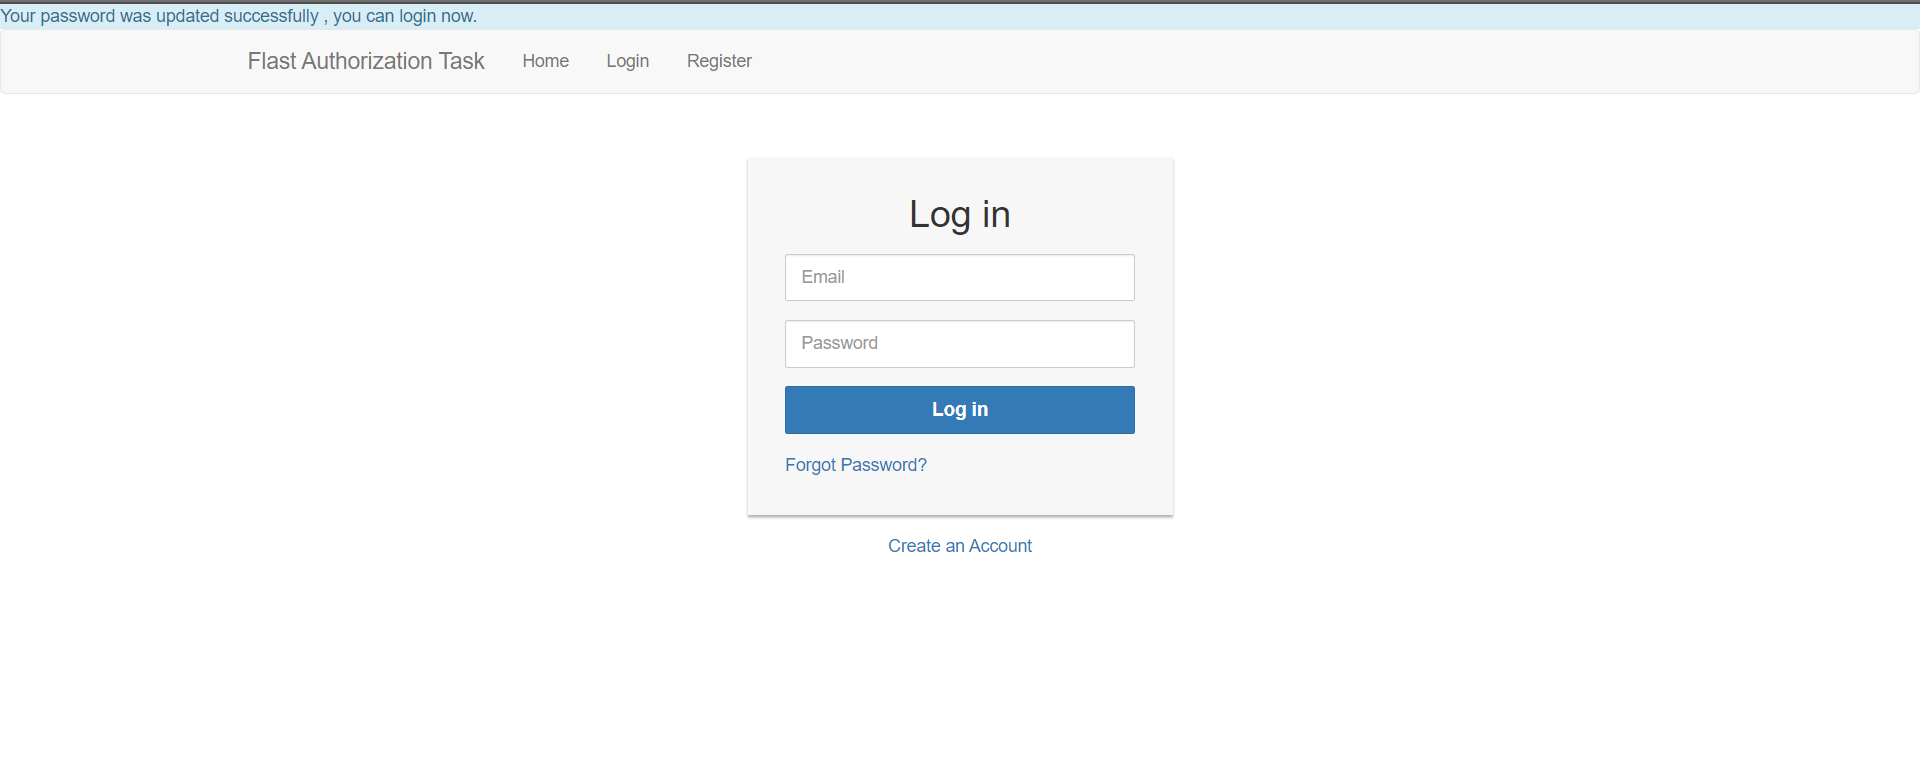 Your password was updated successfully , you can login now.
Flast Authorization Task Home Login Register
Log in
Email
Password
Log in
Forgot Password?
Create an Account